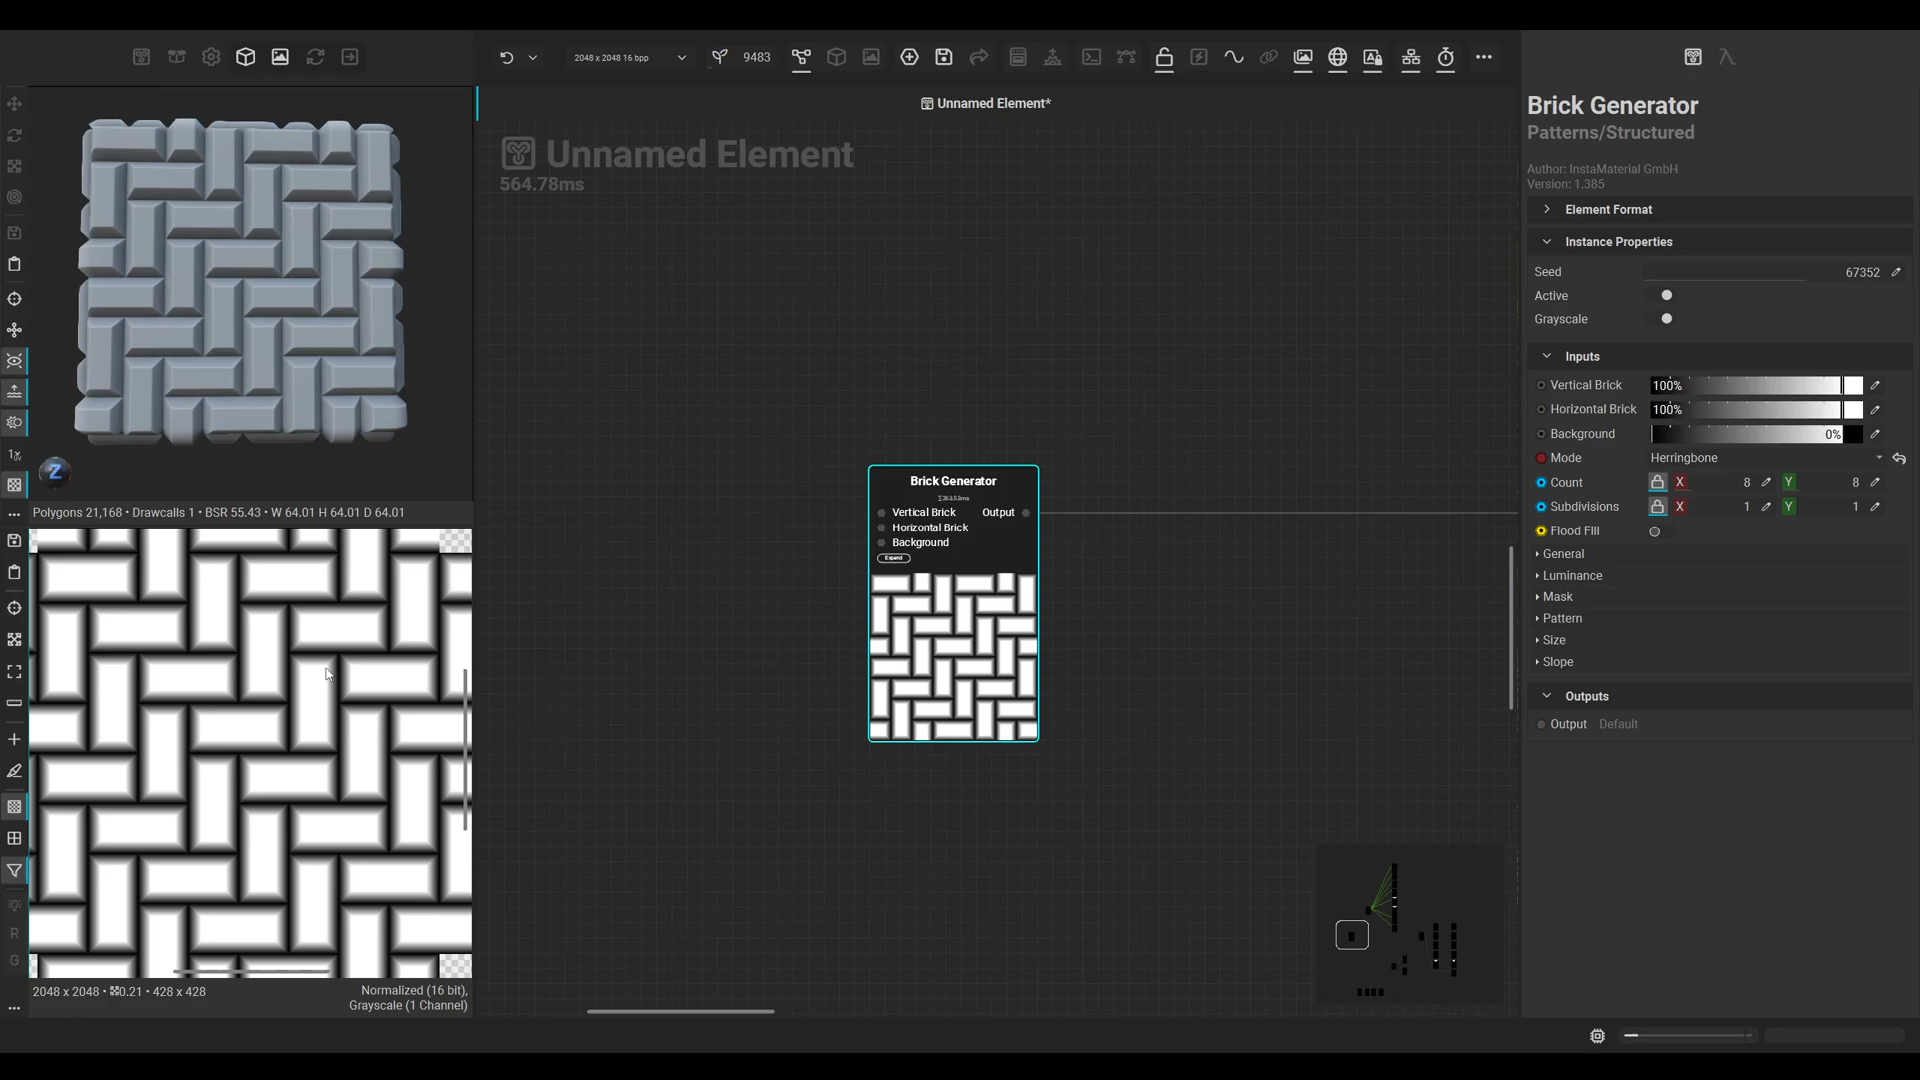 2048 x 2048 16 bpp
9483
Unnamed Element*
Unnamed Element
564.78ms
Z
Polygons 21,168 • Drawcalls 1 • BSR 55.43 • W 64.01 H 64.01 D 64.01
R
G
2048 x 2048 • 0.21 • 428 x 428
Normalized (16 bit),
Grayscale (1 Channel)
Brick Generator
Vertical Brick Output
Horizontal Brick
Background
Expand
Brick Generator
Patterns/Structured
Author: InstaMaterial GmbH
Version: 1.385
Element Format
Instance Properties
Seed 67352
Active
Grayscale
Inputs
Vertical Brick 100%
Horizontal Brick 100%
Background 0%
Mode Herringbone
Count X 8 Y 8
Subdivisions X 1 Y 1
Flood Fill
General
Luminance
Mask
Pattern
Size
Slope
Outputs
Output Default